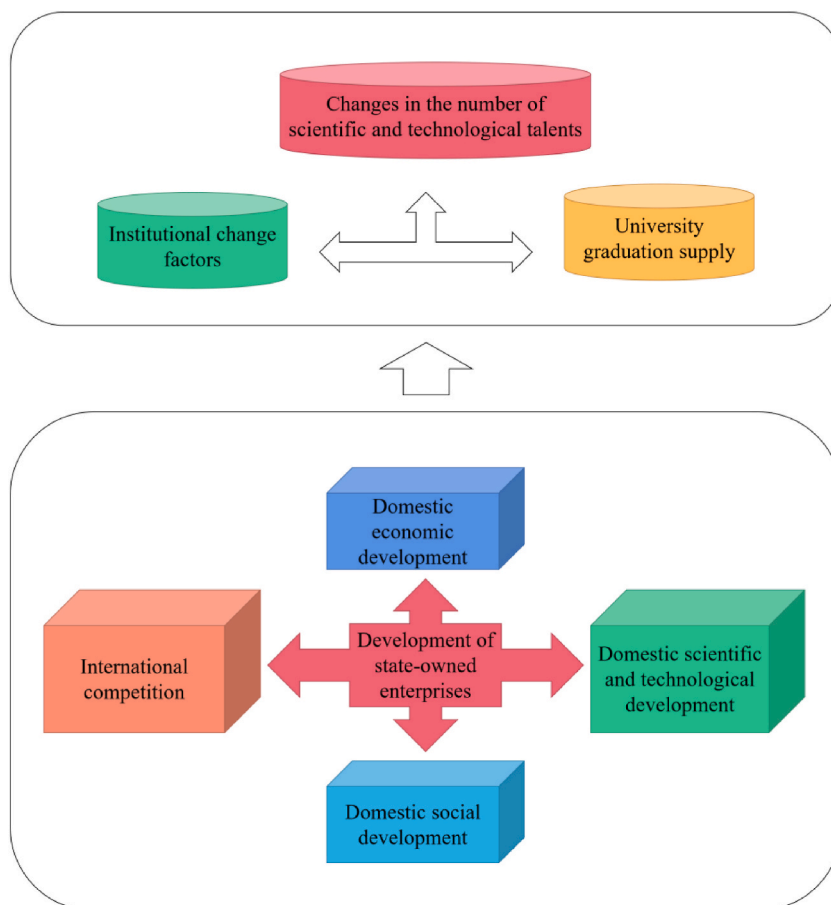 Changes in the number of
scientific and technological talents
Institutional change
factors
University
graduation supply
Domestic
economic
development
International
competition
Development of
state-owned
enterprises
Domestic scientific
and technological
development
Domestic social
development